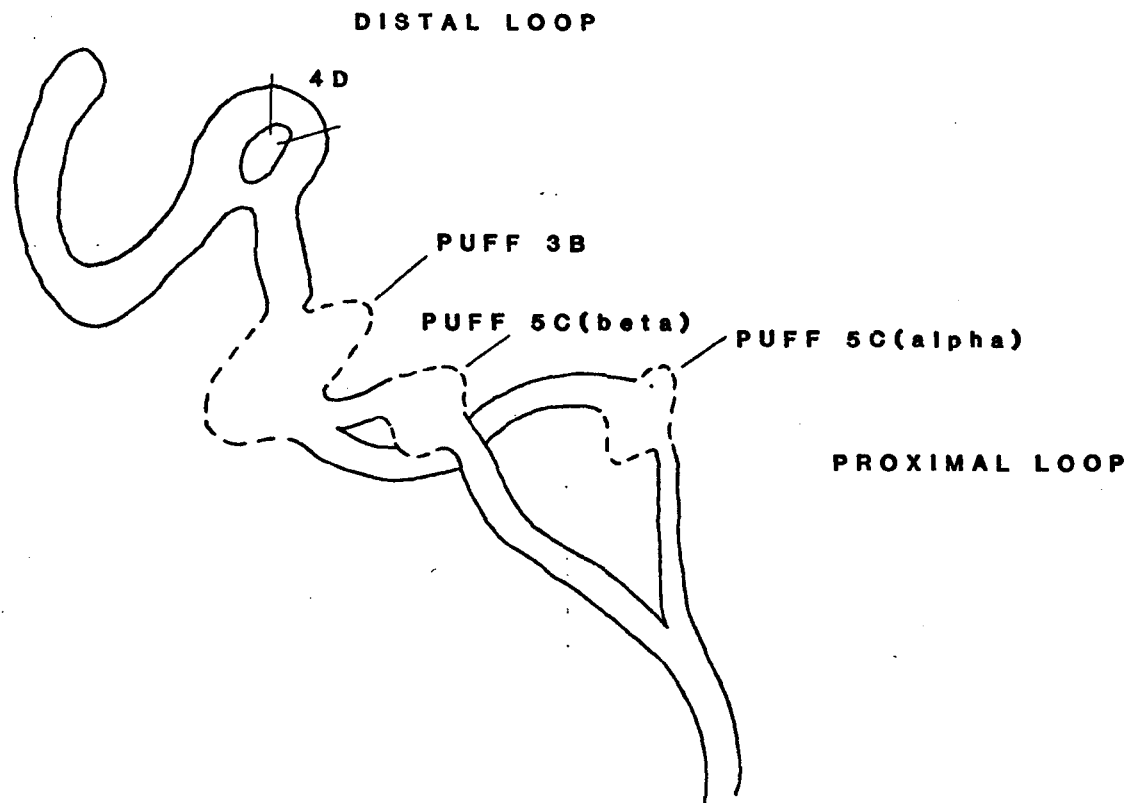 DISTAL LOOP
4D
PUFF 3B
PUFF 5C(beta)
PUFF 5C(alpha)
PROXIMAL LOOP